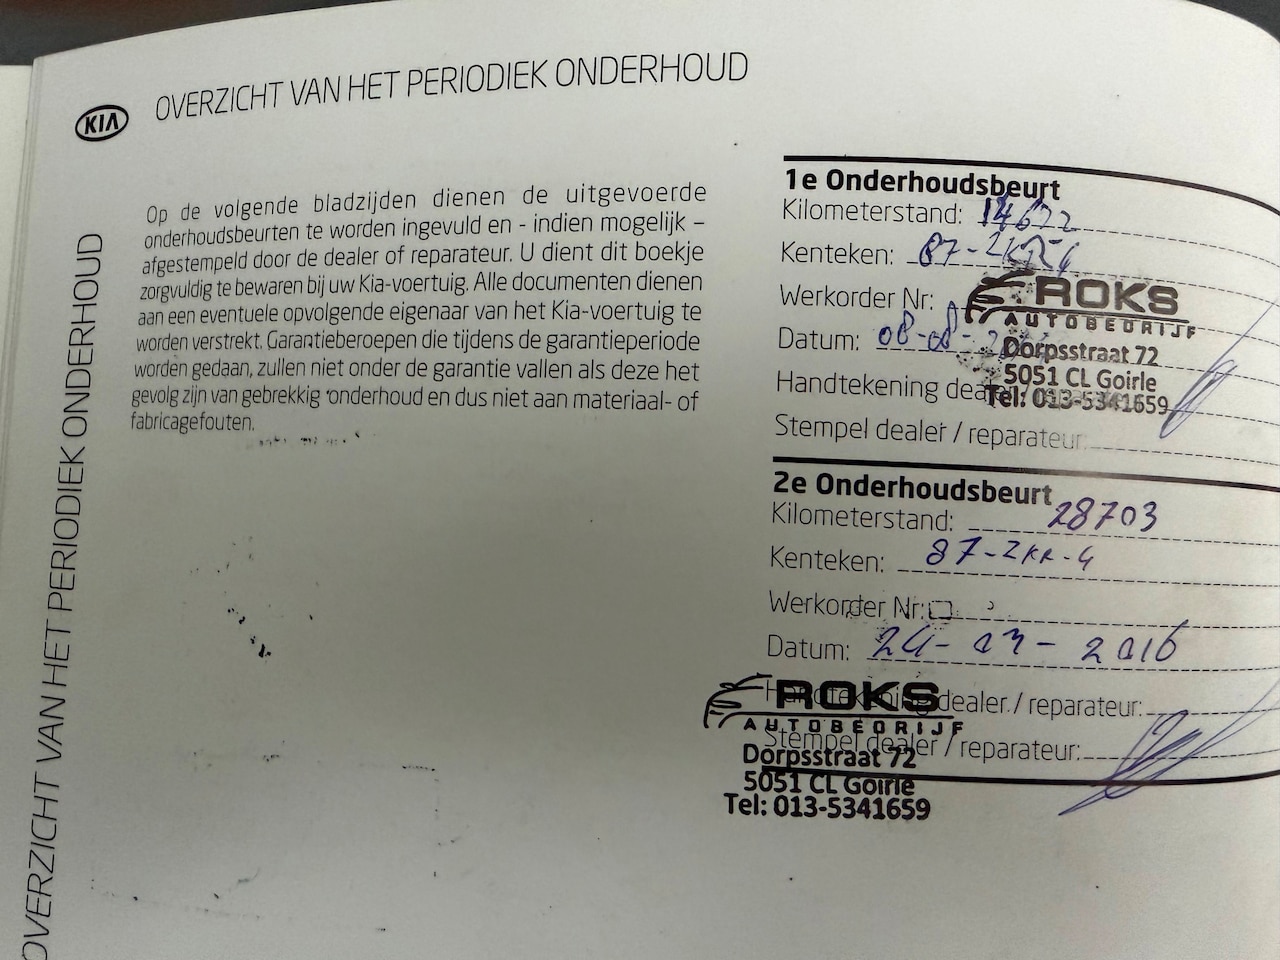 KIA
OVERZICHT VAN HET PERIODIEK ONDERHOUD
OVERZICHT VAN HET PERIODIEK ONDERHOUD
Op de volgende bladzijden dienen de uitgevoerde
onderhoudsbeurten te worden ingevuld en - indien mogelijk –
afgestempeld door de dealer of reparateur. U dient dit boekje
zorgvuldig te bewaren bij uw Kia-voertuig. Alle documenten dienen
aan een eventuele opvolgende eigenaar van het Kia-voertuig te
worden verstrekt. Garantieberoepen die tijdens de garantieperiode
worden gedaan, zullen niet onder de garantie vallen als deze het
gevolg zijn van gebrekkig onderhoud en dus niet aan materiaal- of
fabricagefouten.
1e Onderhoudsbeurt
Kilometerstand: 14622
Kenteken:
Werkorder Nr:
Datum: 08-08-
Handtekening dea
Stempel dealer / reparateur:
ROKS
AUTOBEDRIJF
Dorpsstraat 72
5051 CL Goirle
Tel: 013-5341659
2e Onderhoudsbeurt
Kilometerstand: 28703
Kenteken: 87-ZKR-4
Werkorder Nr:
Datum: 24- 03 - 2016
Handtekening dealer / reparateur:
Stempel dealer / reparateur:
ROKS
AUTOBEDRIJF
Dorpsstraat 72
5051 CL Goirle
Tel: 013-5341659